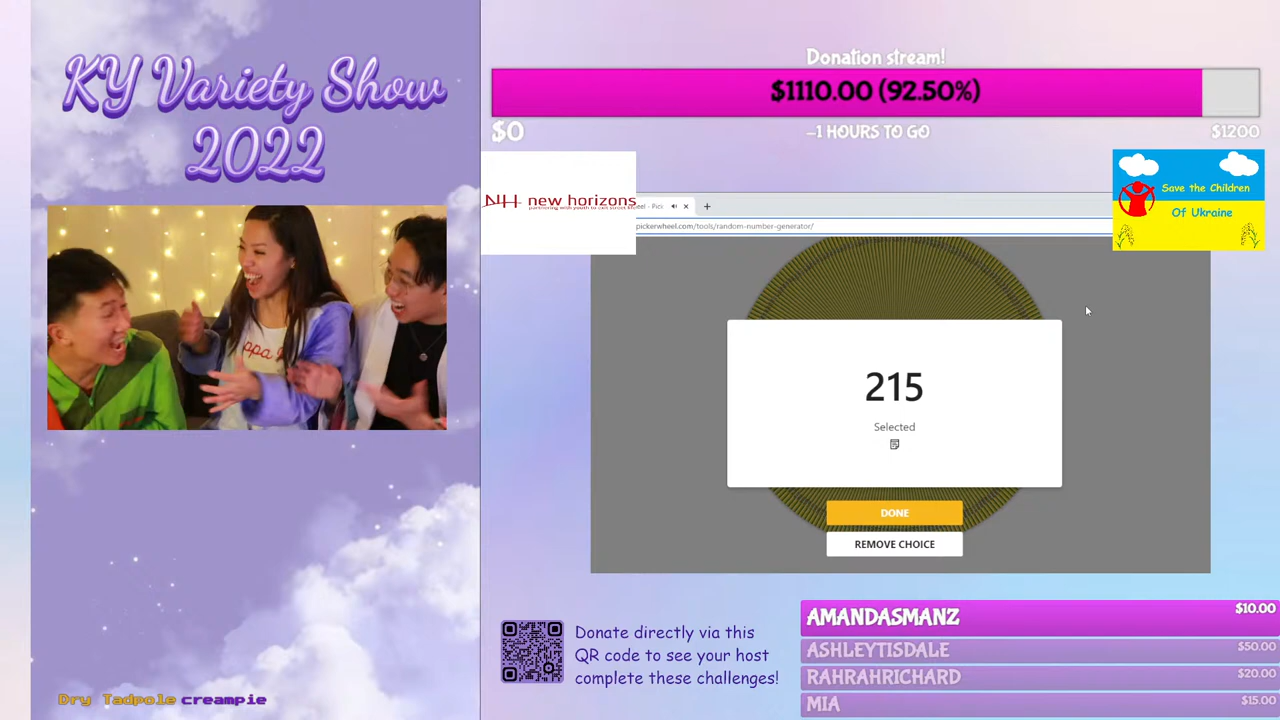 KY Variety Show
2022
Donation stream!
$1110.00 (92.50%)
$0
-1 HOURS TO GO
$1200
NH new horizons
Save the Children
Of Ukraine
pickerwheel.com/tools/random-number-generator/
215
Selected
DONE
REMOVE CHOICE
Donate directly via this
QR code to see your host
complete these challenges!
AMANDASMANZ $10.00
ASHLEYTISDALE $50.00
RAHRAHRICHARD $20.00
MIA $15.00
Dry Tadpole creampie